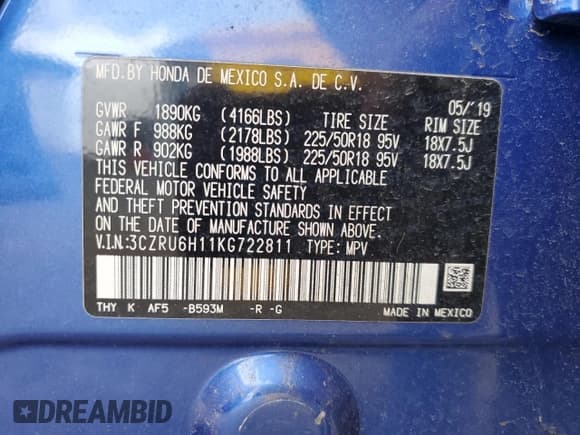 MFD.BY HONDA DE MEXICO S.A. DE C.V.
05/'19
GVWR 1890KG (4166LBS) TIRE SIZE RIM SIZE
GAWR F 988KG (2178LBS) 225/50R18 95V 18X7.5J
GAWR R 902KG (1988LBS) 225/50R18 95V 18X7.5J
THIS VEHICLE CONFORMS TO ALL APPLICABLE
FEDERAL MOTOR VEHICLE SAFETY
AND THEFT PREVENTION STANDARDS IN EFFECT
ON THE DATE OF MANUFACTURE SHOWN ABOVE.
V.I.N:3CZRU6H11KG722811 TYPE: MPV
THY K AF5 -B593M -R -G
MADE IN MEXICO
DREAMBID